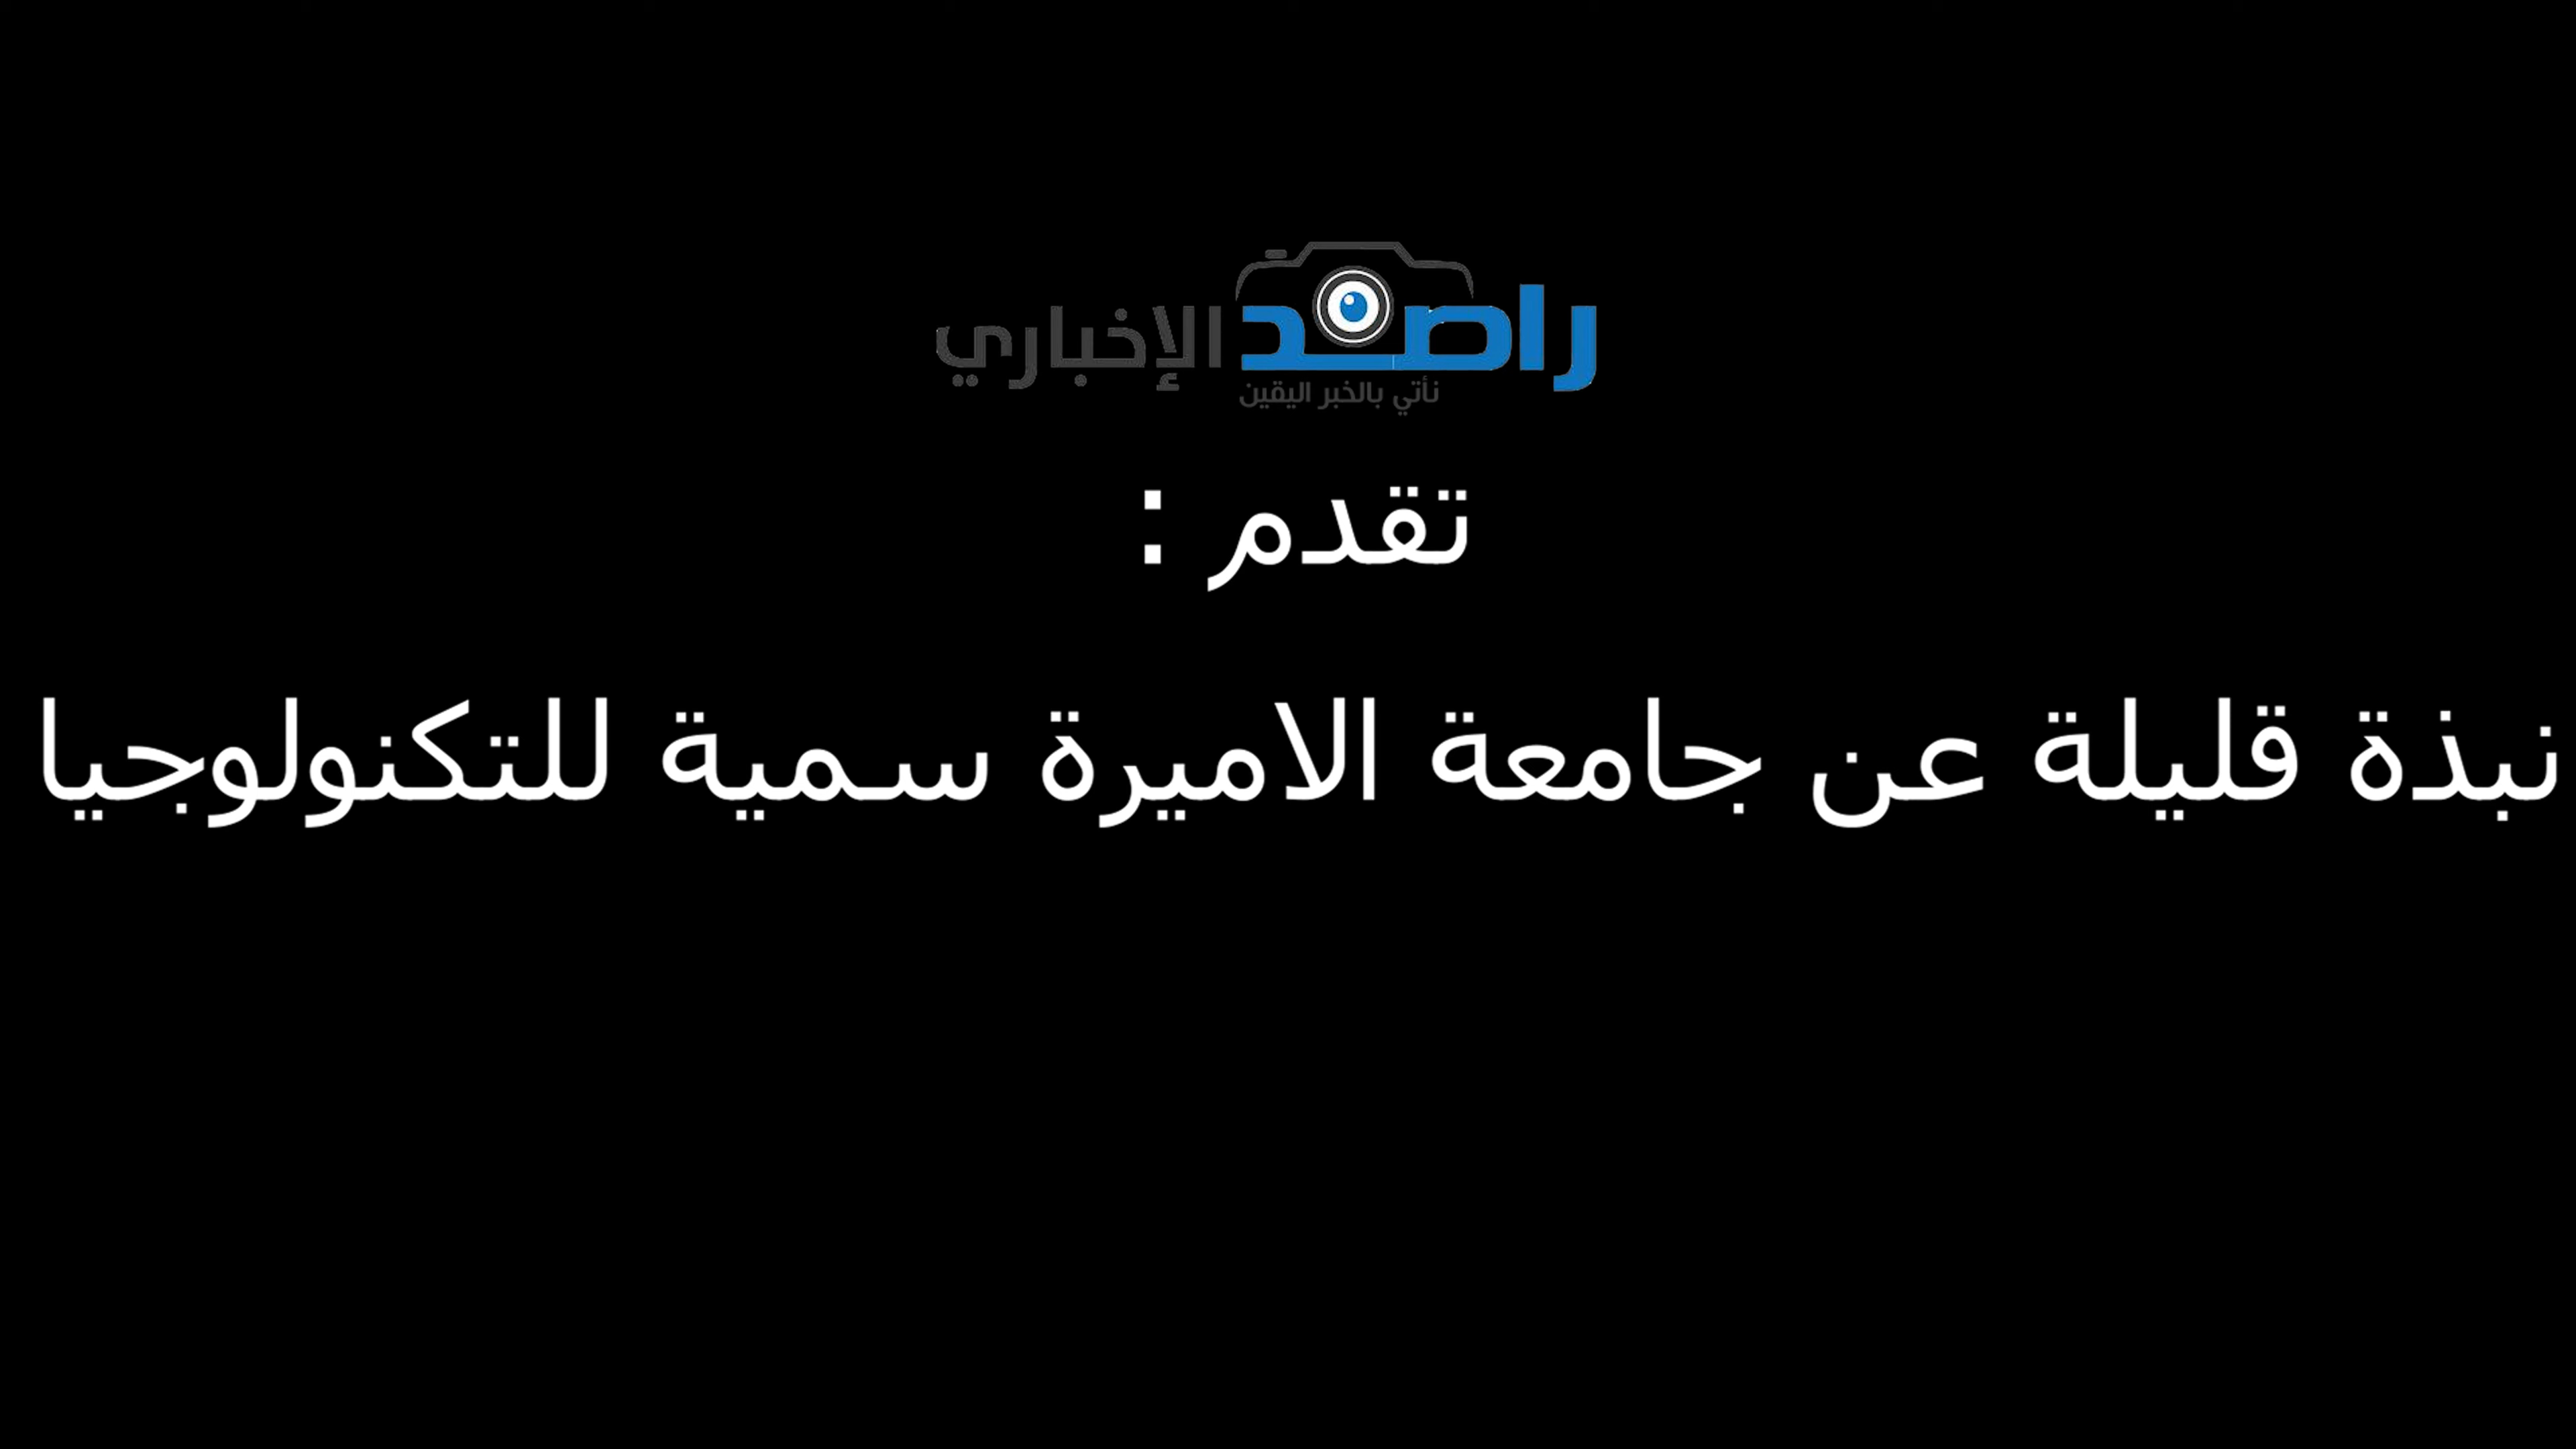 راصد الإخباري
نأتي بالخبر اليقين
تقدم :
نبذة قليلة عن جامعة الاميرة سمية للتكنولوجيا